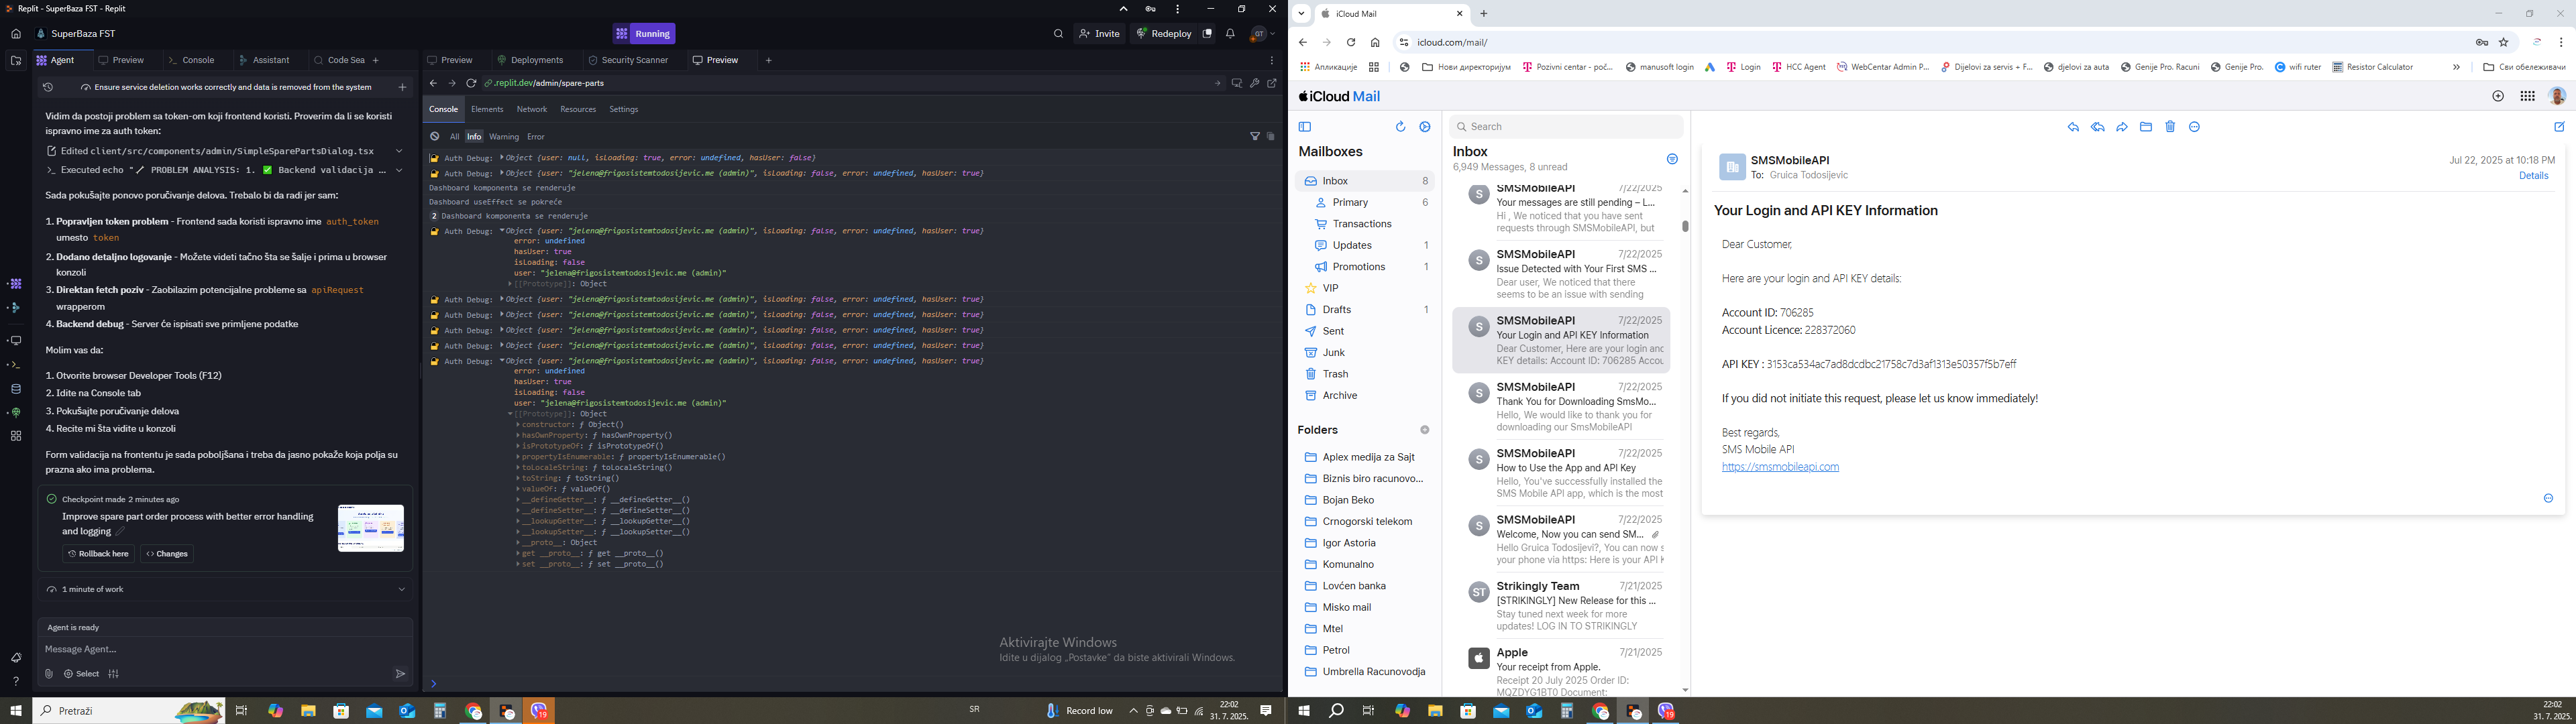 Replit - SuperBaza FST - Replit
SuperBaza FST
Running
Invite
Redeploy
GT
Agent
Preview
Console
Assistant
Code Sea
Ensure service deletion works correctly and data is removed from the system
Vidim da postoji problem sa token-om koji frontend koristi. Proverim da li se koristi
ispravno ime za auth token:
Edited client/src/components/admin/SimpleSparePartsDialog.tsx
Executed echo "🔧 PROBLEM ANALYSIS: 1. ✅ Backend validacija ...
Sada pokušajte ponovo poručivanje delova. Trebalo bi da radi jer sam:
1. Popravljen token problem - Frontend sada koristi ispravno ime auth_token
umesto token
2. Dodano detaljno logovanje - Možete videti tačno šta se šalje i prima u browser
konzoli
3. Direktan fetch poziv - Zaobilazim potencijalne probleme sa apiRequest
wrapperom
4. Backend debug - Server će ispisati sve primljene podatke
Molim vas da:
1. Otvorite browser Developer Tools (F12)
2. Idite na Console tab
3. Pokušajte poručivanje delova
4. Recite mi šta vidite u konzoli
Form validacija na frontentu je sada poboljšana i treba da jasno pokaže koja polja su
prazna ako ima problema.
Checkpoint made 2 minutes ago
Improve spare part order process with better error handling
and logging
Rollback here
Changes
1 minute of work
Agent is ready
Message Agent...
Select
Preview
Deployments
Security Scanner
Preview
.replit.dev/admin/spare-parts
Console
Elements
Network
Resources
Settings
All
Info
Warning
Error
Auth Debug: Object {user: null, isLoading: true, error: undefined, hasUser: false}
Auth Debug: Object {user: "jelena@frigosistemtodosijevic.me (admin)", isLoading: false, error: undefined, hasUser: true}
Dashboard komponenta se renderuje
Dashboard useEffect se pokreće
2 Dashboard komponenta se renderuje
Auth Debug: Object {user: "jelena@frigosistemtodosijevic.me (admin)", isLoading: false, error: undefined, hasUser: true}
error: undefined
hasUser: true
isLoading: false
user: "jelena@frigosistemtodosijevic.me (admin)"
[[Prototype]]: Object
Auth Debug: Object {user: "jelena@frigosistemtodosijevic.me (admin)", isLoading: false, error: undefined, hasUser: true}
Auth Debug: Object {user: "jelena@frigosistemtodosijevic.me (admin)", isLoading: false, error: undefined, hasUser: true}
Auth Debug: Object {user: "jelena@frigosistemtodosijevic.me (admin)", isLoading: false, error: undefined, hasUser: true}
Auth Debug: Object {user: "jelena@frigosistemtodosijevic.me (admin)", isLoading: false, error: undefined, hasUser: true}
Auth Debug: Object {user: "jelena@frigosistemtodosijevic.me (admin)", isLoading: false, error: undefined, hasUser: true}
error: undefined
hasUser: true
isLoading: false
user: "jelena@frigosistemtodosijevic.me (admin)"
[[Prototype]]: Object
constructor: ƒ Object()
hasOwnProperty: ƒ hasOwnProperty()
isPrototypeOf: ƒ isPrototypeOf()
propertyIsEnumerable: ƒ propertyIsEnumerable()
toLocaleString: ƒ toLocaleString()
toString: ƒ toString()
valueOf: ƒ valueOf()
__defineGetter__: ƒ __defineGetter__()
__defineSetter__: ƒ __defineSetter__()
__lookupGetter__: ƒ __lookupGetter__()
__lookupSetter__: ƒ __lookupSetter__()
__proto__: Object
get __proto__: ƒ get __proto__()
set __proto__: ƒ set __proto__()
Aktivirajte Windows
Idite u dijalog „Postavke“ da biste aktivirali Windows.
Pretraži
SR
Record low
22:02
31. 7. 2025.
iCloud Mail
icloud.com/mail/
Апликације
Нови директоријум
Pozivni centar - poč...
manusoft login
Login
HCC Agent
WebCentar Admin P...
Dijelovi za servis + F...
djelovi za auta
Genije Pro. Racuni
Genije Pro.
wifi ruter
Resistor Calculator
Сви обележивачи
iCloud Mail
Mailboxes
Inbox 8
Primary 6
Transactions
Updates 1
Promotions 1
VIP
Drafts 1
Sent
Junk
Trash
Archive
Folders
Aplex medija za Sajt
Biznis biro racunovo...
Bojan Beko
Crnogorski telekom
Igor Astoria
Komunalno
Lovćen banka
Misko mail
Mtel
Petrol
Umbrella Racunovodja
Search
Inbox
6,949 Messages, 8 unread
SMSMobileAPI 7/22/2025
Your messages are still pending – L...
Hi , We noticed that you have sent
requests through SMSMobileAPI, but
SMSMobileAPI 7/22/2025
Issue Detected with Your First SMS ...
Dear user, We noticed that there
seems to be an issue with sending
SMSMobileAPI 7/22/2025
Your Login and API KEY Information
Dear Customer, Here are your login and
KEY details: Account ID: 706285 Accou
SMSMobileAPI 7/22/2025
Thank You for Downloading SmsMo...
Hello, We would like to thank you for
downloading our SmsMobileAPI
SMSMobileAPI 7/22/2025
How to Use the App and API Key
Hello, You've successfully installed the
SMS Mobile API app, which is the most
SMSMobileAPI 7/22/2025
Welcome, Now you can send SM...
Hello Gruica Todosijevi?, You can now s
your phone via https: Here is your API K
Strikingly Team 7/21/2025
[STRIKINGLY] New Release for this ...
Stay tuned next week for more
updates! LOG IN TO STRIKINGLY
Apple 7/21/2025
Your receipt from Apple.
Receipt 20 July 2025 Order ID:
MQZDYG1BT0 Document:
SMSMobileAPI
To: Gruica Todosijevic
Jul 22, 2025 at 10:18 PM
Details
Your Login and API KEY Information
Dear Customer,
Here are your login and API KEY details:
Account ID: 706285
Account Licence: 228372060
API KEY : 3153ca534ac7ad8dcdbc21758c7d3af1313e50357f5b7eff
If you did not initiate this request, please let us know immediately!
Best regards,
SMS Mobile API
https://smsmobileapi.com
22:02
31. 7. 2025.